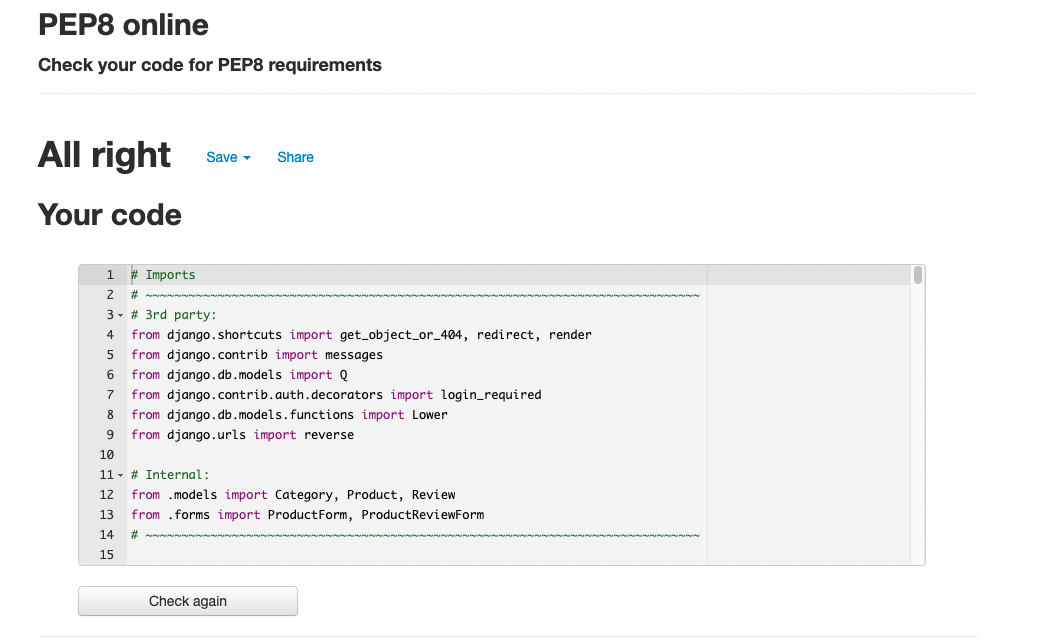 PEP8 online
Check your code for PEP8 requirements
All right Save Share
Your code
1 # Imports
2 # ~~~~~~~~~~~~~~~~~~~~~~~~~~~~~~~~~~~~~~~~~~~~~~~~~~~~~~~~~~~~~~~~~~~~~~~~~~~~~
3 # 3rd party:
4 from django.shortcuts import get_object_or_404, redirect, render
5 from django.contrib import messages
6 from django.db.models import Q
7 from django.contrib.auth.decorators import login_required
8 from django.db.models.functions import Lower
9 from django.urls import reverse
10
11 # Internal:
12 from .models import Category, Product, Review
13 from .forms import ProductForm, ProductReviewForm
14 # ~~~~~~~~~~~~~~~~~~~~~~~~~~~~~~~~~~~~~~~~~~~~~~~~~~~~~~~~~~~~~~~~~~~~~~~~~~~~~
15
Check again